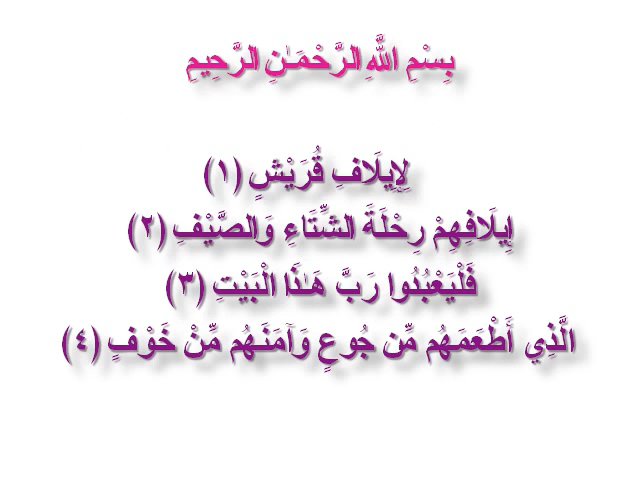 بِسْمِ اللَّهِ الرَّحْمَـٰنِ الرَّحِيمِ
لِإِيلَافِ قُرَيْشٍ (١)
إِيلَافِهِمْ رِحْلَةَ الشِّتَاءِ وَالصَّيْفِ (٢)
فَلْيَعْبُدُوا رَبَّ هَـٰذَا الْبَيْتِ (٣)
الَّذِي أَطْعَمَهُم مِّن جُوعٍ وَآمَنَهُم مِّنْ خَوْفٍ (٤)